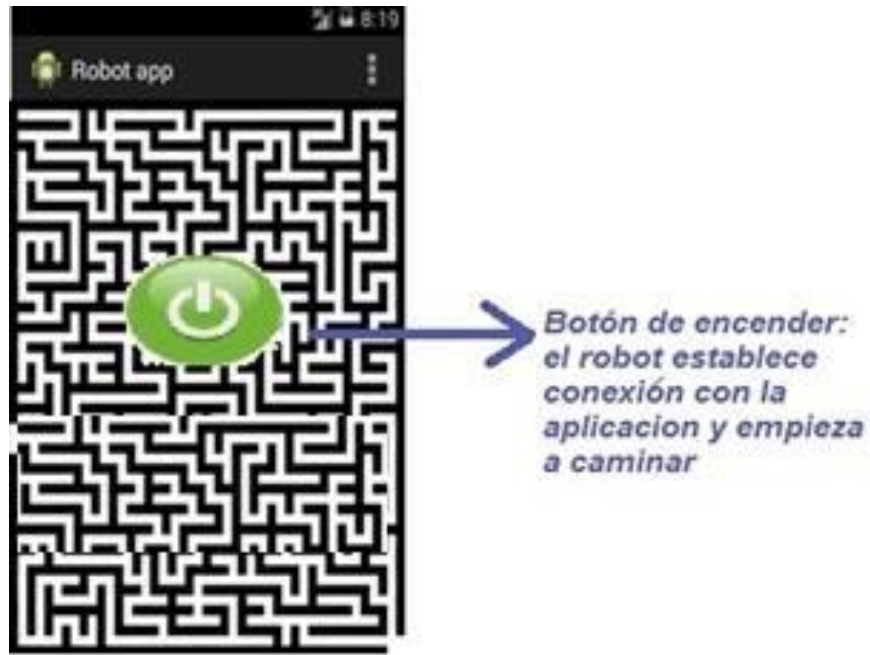 8:19
Robot app
Botón de encender:
el robot establece
conexión con la
aplicacion y empieza
a caminar